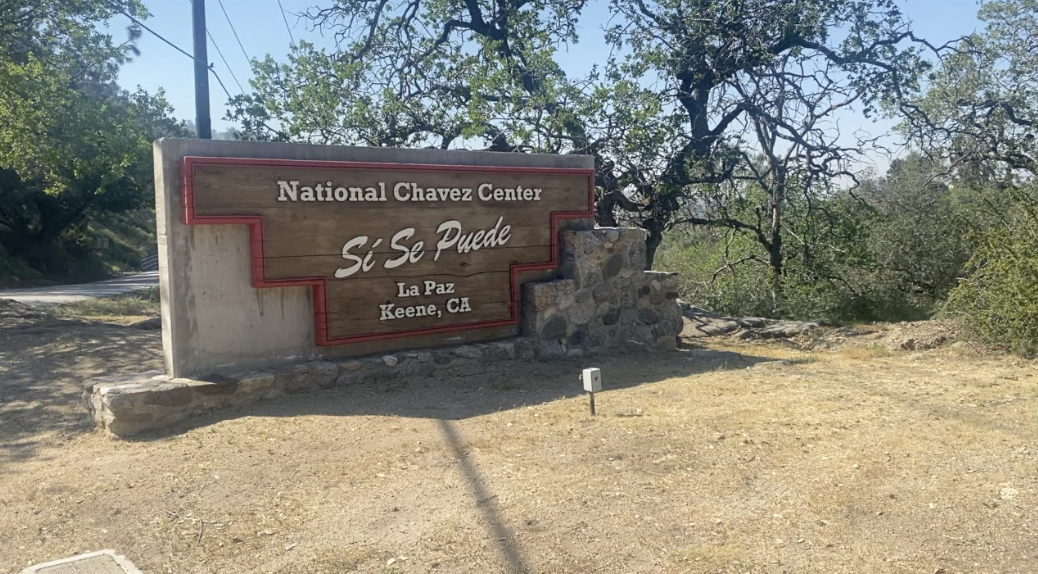 National Chavez Center
Sí Se Puede
La Paz
Keene, CA